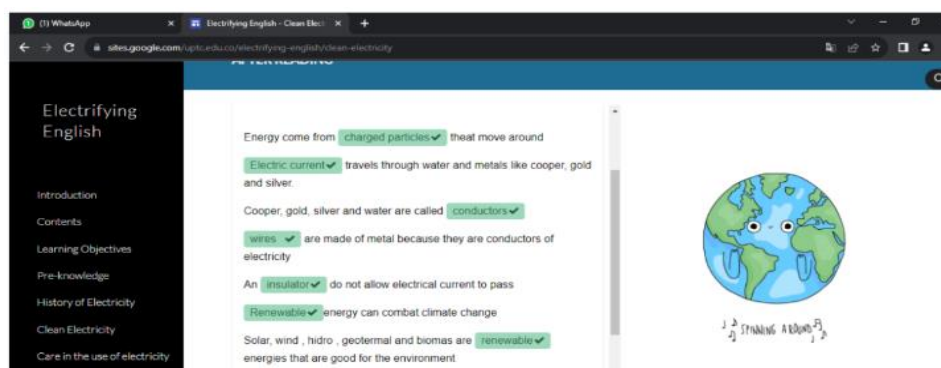 (1) WhatsApp
Electrifying English - Clean Elect
sites.google.com/uptc.edu.co/electrifying-english/clean-electricity
AFTER READING
Electrifying
English
Introduction
Contents
Learning Objectives
Pre-knowledge
History of Electricity
Clean Electricity
Care in the use of electricity
Energy come from charged particles theat move around
Electric current travels through water and metals like cooper, gold
and silver.
Cooper, gold, silver and water are called conductors
wires are made of metal because they are conductors of
electricity
An insulator do not allow electrical current to pass
Renewable energy can combat climate change
Solar, wind , hidro , geotermal and biomas are renewable
energies that are good for the environment
SPINNING AROUND